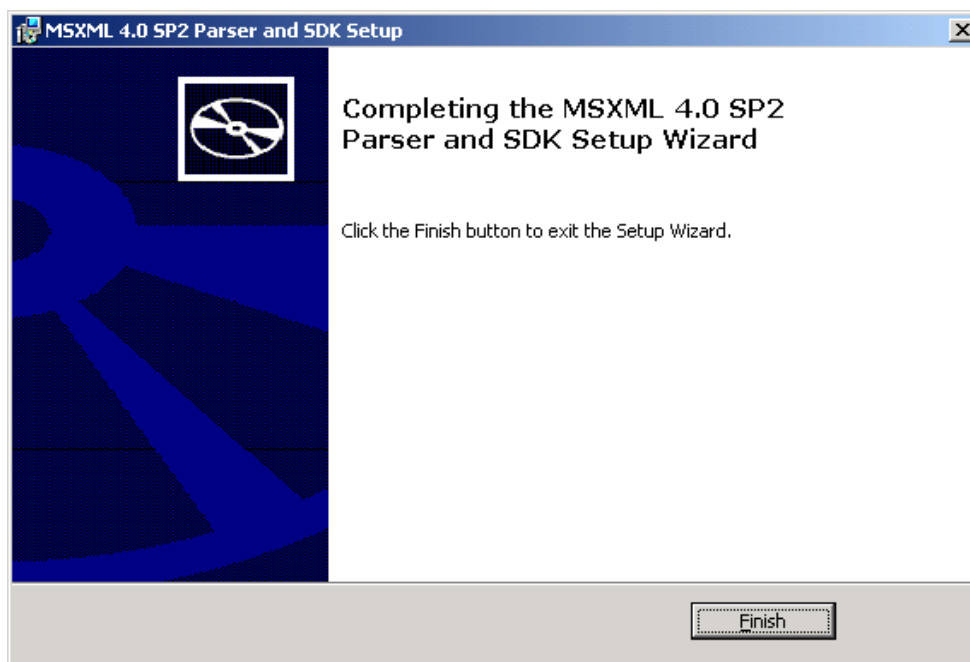 MSXML 4.0 SP2 Parser and SDK Setup
Completing the MSXML 4.0 SP2
Parser and SDK Setup Wizard
Click the Finish button to exit the Setup Wizard.
Finish